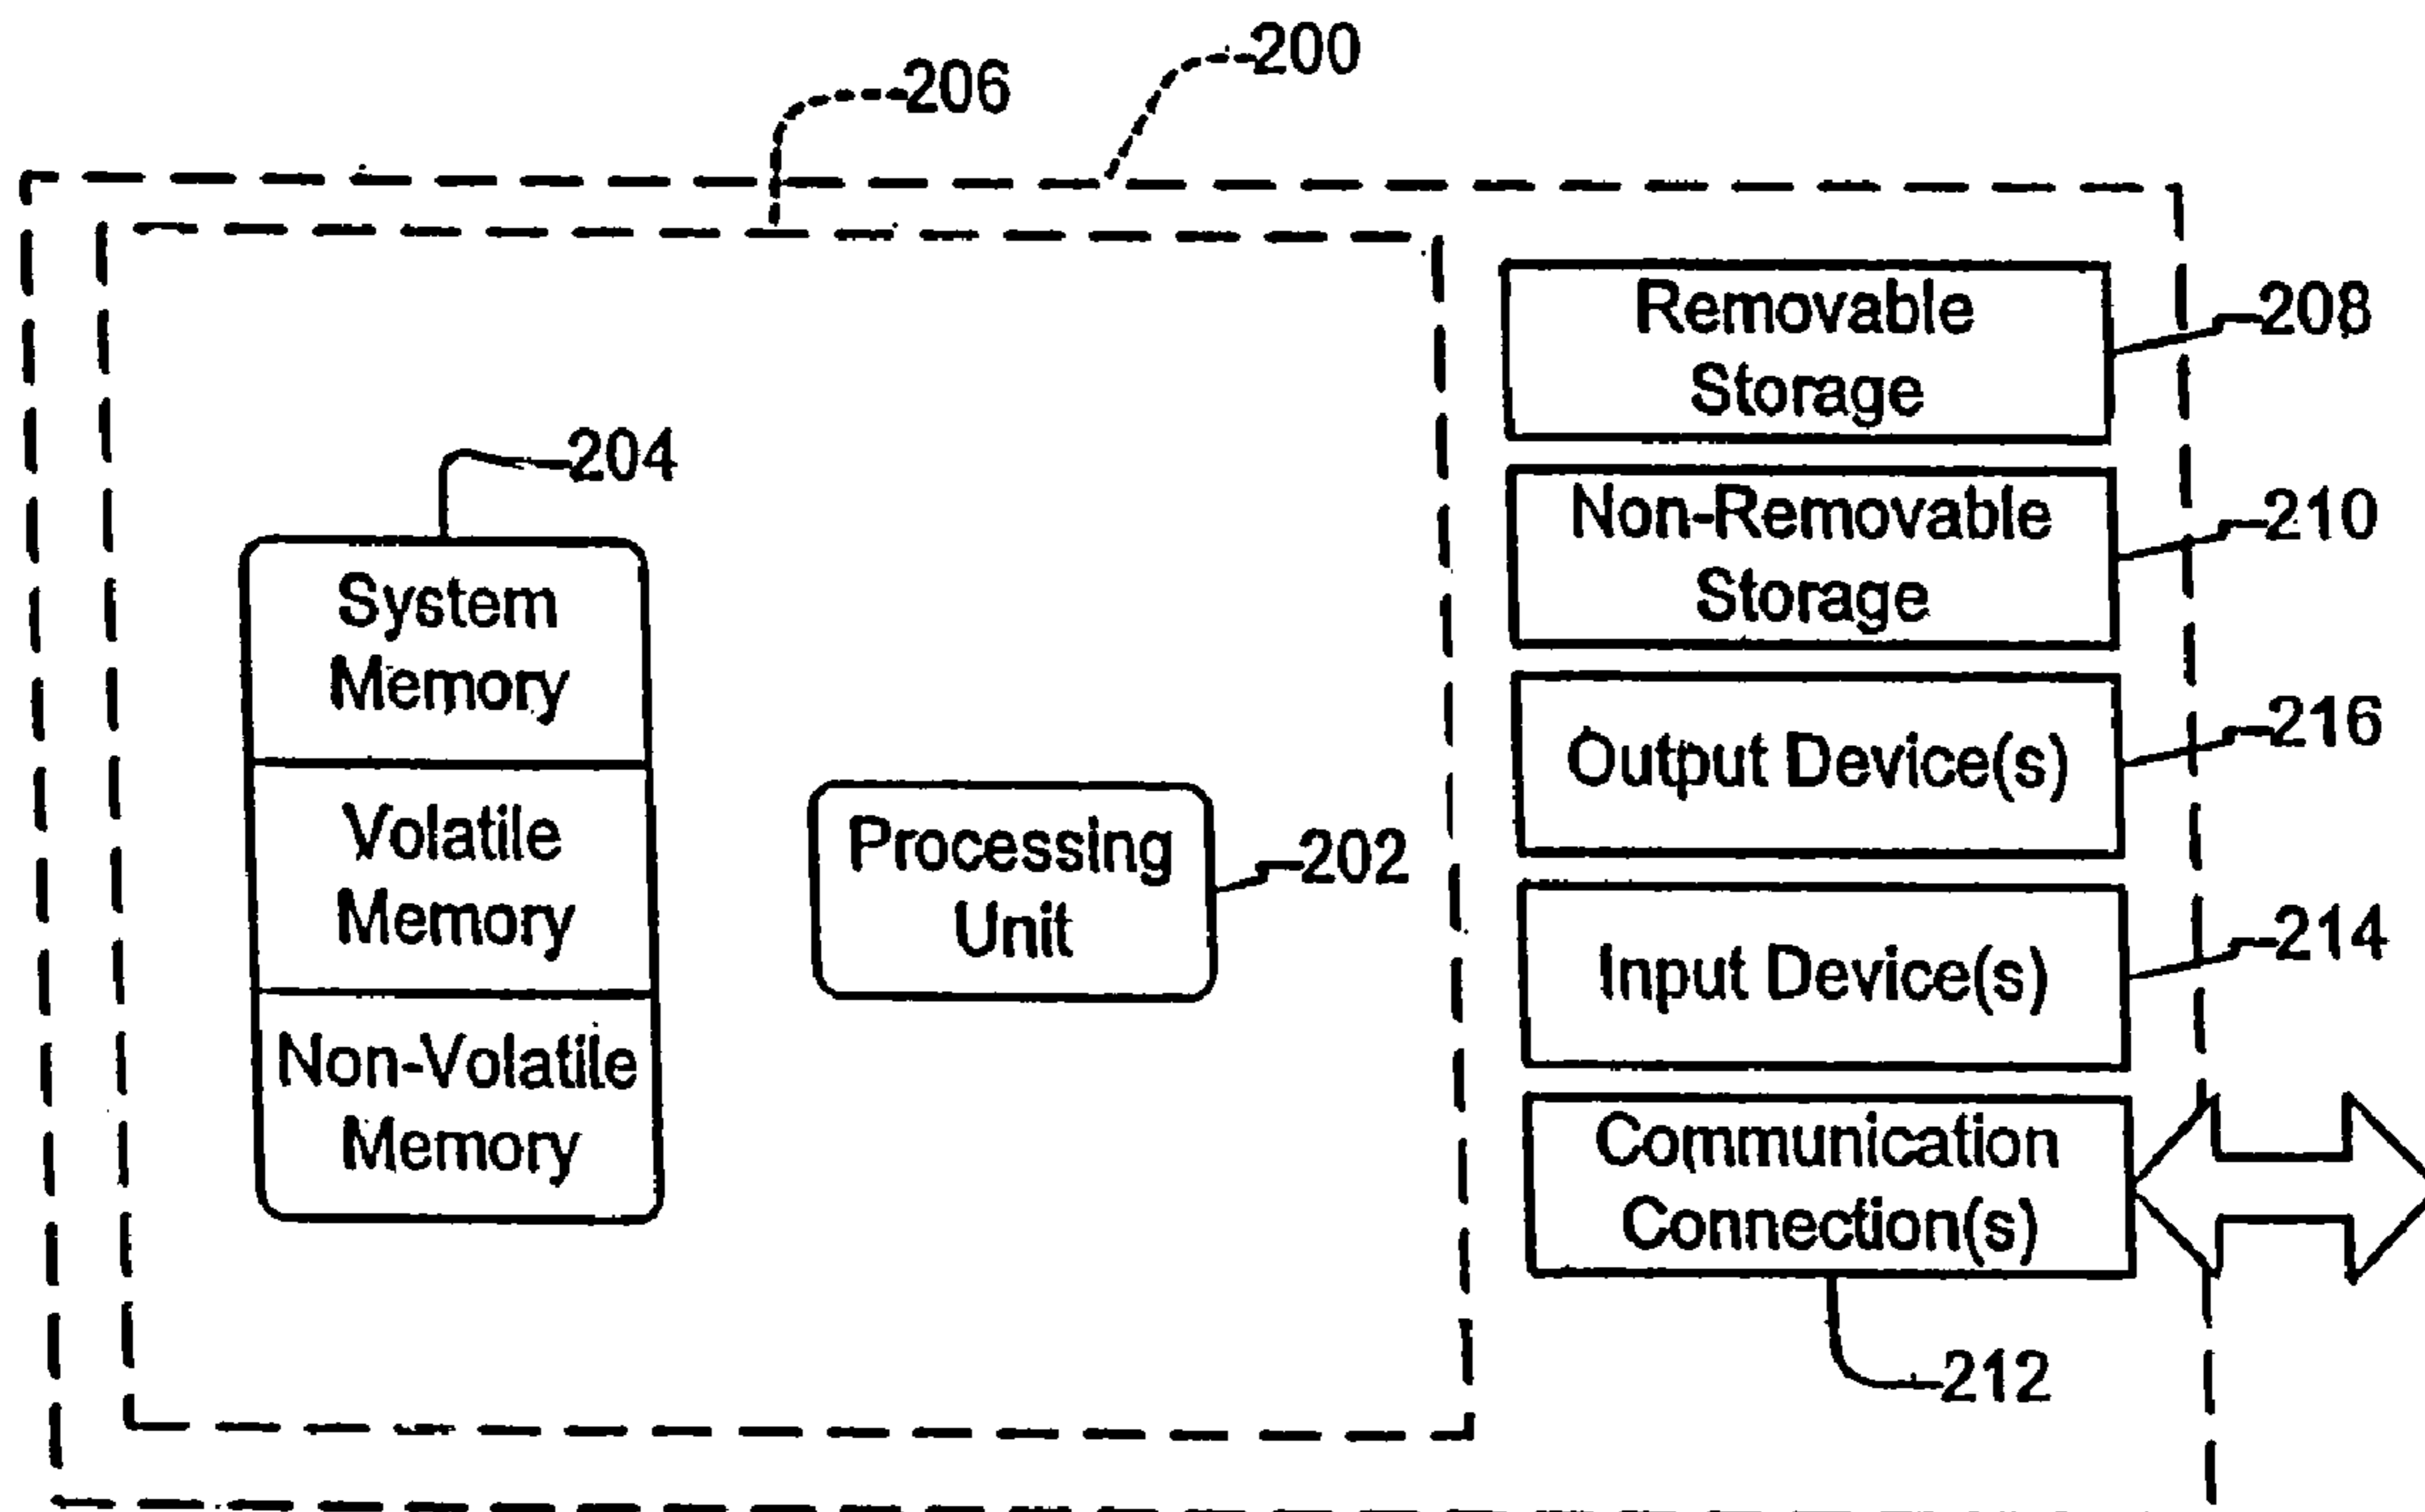 200
206
Removable
Storage
208
204
Non-Removable
Storage
210
System
Memory
Output Device(s)
216
Volatile
Memory
Processing
Unit
202
Input Device(s)
214
Non-Volatile
Memory
Communication
Connection(s)
212